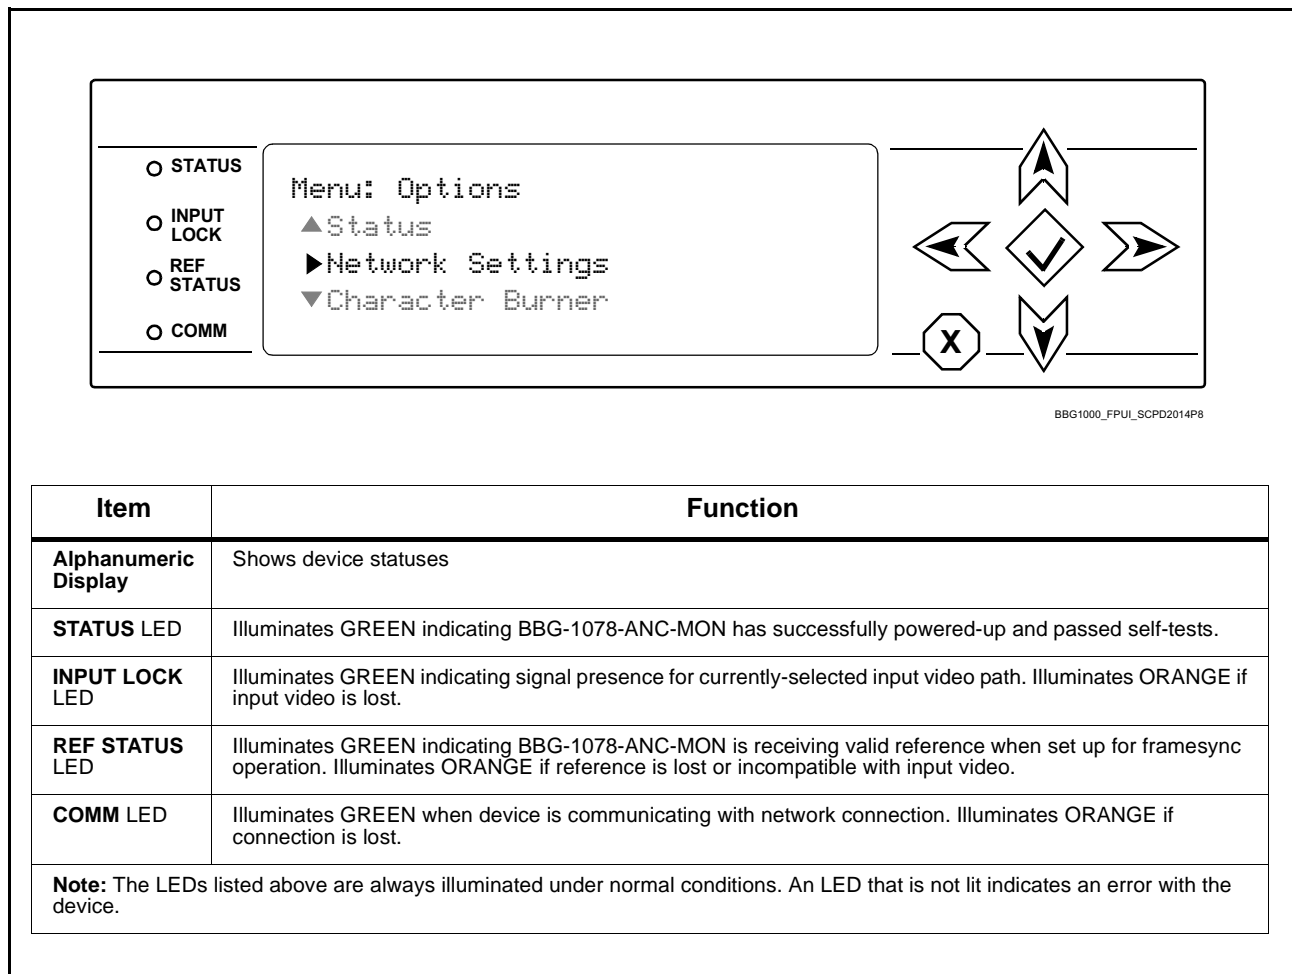 STATUS
INPUT
LOCK
REF
STATUS
COMM
Menu: Options
▲Status
▶Network Settings
▼Character Burner
X
BBG1000_FPUI_SCPD2014P8
Item Function
Alphanumeric
Display
Shows device statuses
STATUS LED
Illuminates GREEN indicating BBG-1078-ANC-MON has successfully powered-up and passed self-tests.
INPUT LOCK
LED
Illuminates GREEN indicating signal presence for currently-selected input video path. Illuminates ORANGE if
input video is lost.
REF STATUS
LED
Illuminates GREEN indicating BBG-1078-ANC-MON is receiving valid reference when set up for framesync
operation. Illuminates ORANGE if reference is lost or incompatible with input video.
COMM LED
Illuminates GREEN when device is communicating with network connection. Illuminates ORANGE if
connection is lost.
Note: The LEDs listed above are always illuminated under normal conditions. An LED that is not lit indicates an error with the
device.